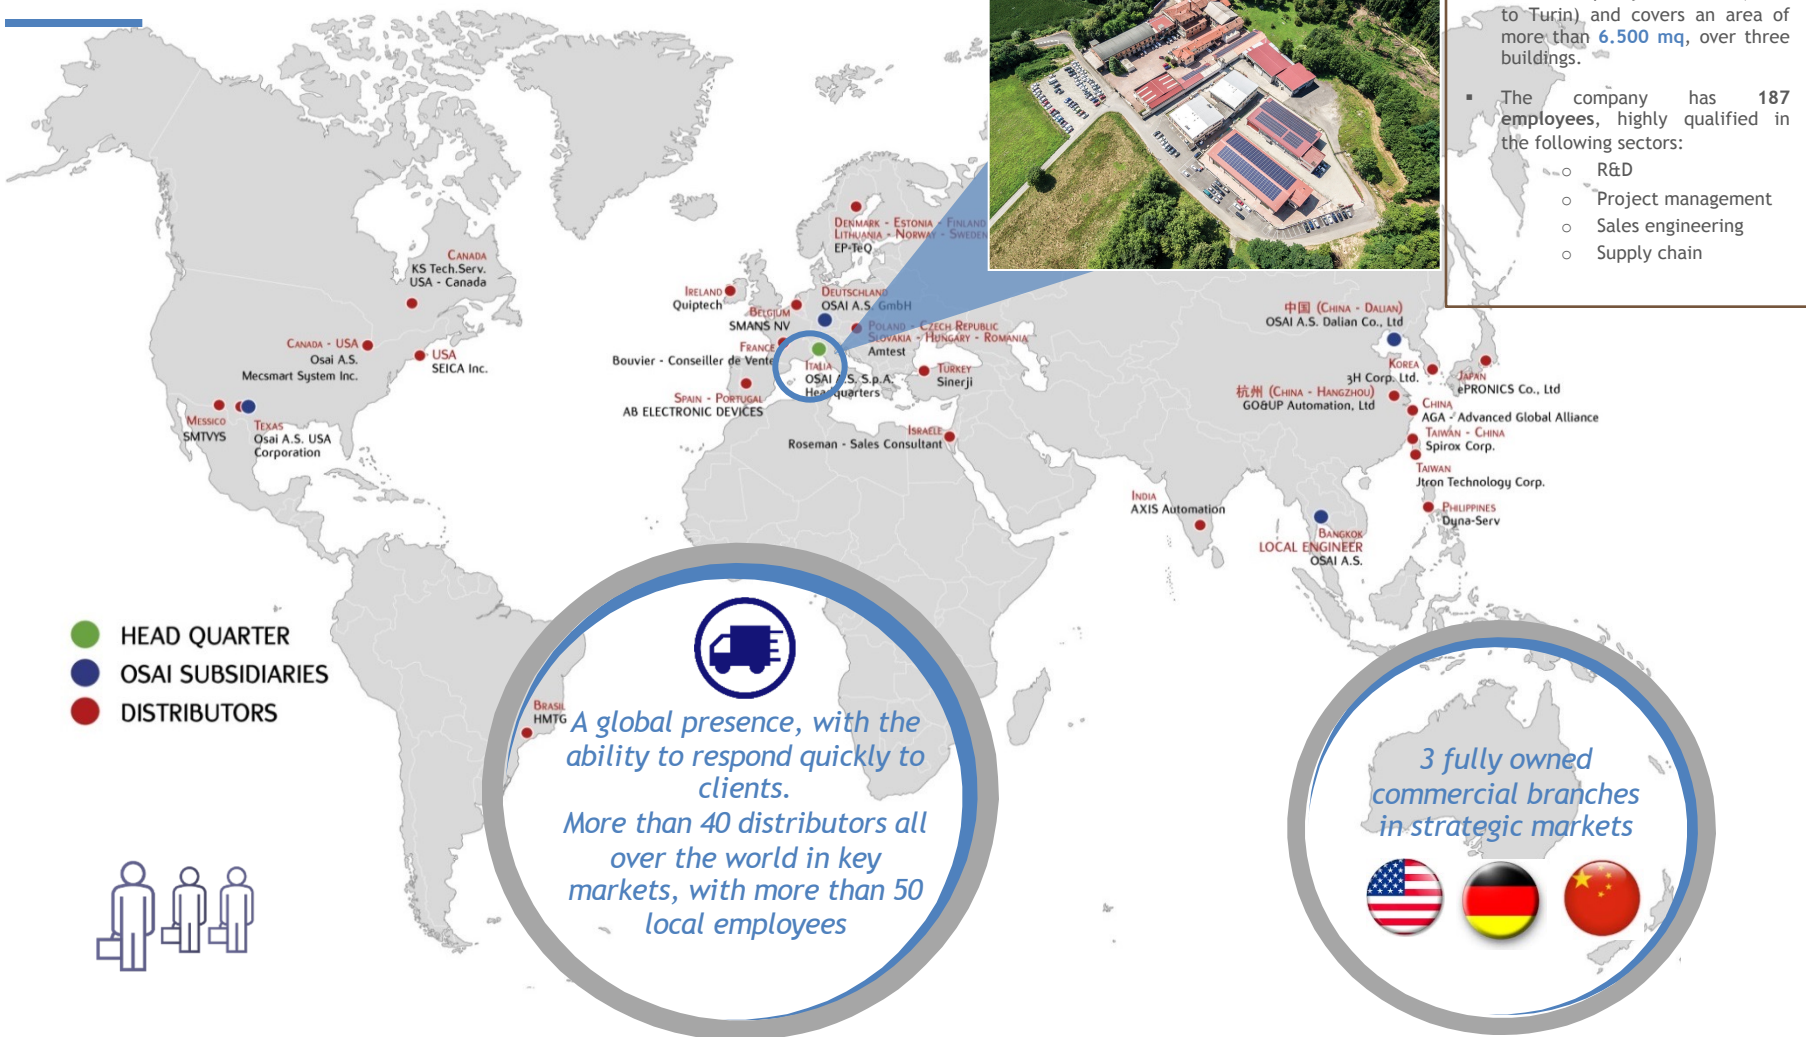 to Turin) and covers an area of
more than 6.500 mq, over three
buildings.
▪ The company has 187
employees, highly qualified in
the following sectors:
o R&D
o Project management
o Sales engineering
o Supply chain
DENMARK - ESTONIA - FINLAND
LITHUANIA - NORWAY - SWEDEN
EP-TeQ
CANADA
KS Tech.Serv.
USA - Canada
IRELAND
Quiptech
BELGIUM
SMANS NV
DEUTSCHLAND
OSAI A.S. GmbH
POLAND - CZECH REPUBLIC
SLOVAKIA - HUNGARY - ROMANIA
Amtest
FRANCE
Bouvier - Conseiller de Vente
ITALIA
OSAI A.S. S.p.A.
Headquarters
TURKEY
Sinerji
SPAIN - PORTUGAL
AB ELECTRONIC DEVICES
ISRAELE
Roseman - Sales Consultant
CANADA - USA
Osai A.S.
Mecsmart System Inc.
USA
SEICA Inc.
MESSICO
SMTVYS
TEXAS
Osai A.S. USA
Corporation
中国 (CHINA - DALIAN)
OSAI A.S. Dalian Co., Ltd
KOREA
3H Corp. Ltd.
JAPAN
ePRONICS Co., Ltd
杭州 (CHINA - HANGZHOU)
GO&UP Automation, Ltd
CHINA
AGA - Advanced Global Alliance
TAIWAN - CHINA
Spirox Corp.
TAIWAN
Jtron Technology Corp.
INDIA
AXIS Automation
PHILIPPINES
Dyna-Serv
BANGKOK
LOCAL ENGINEER
OSAI A.S.
HEAD QUARTER
OSAI SUBSIDIARIES
DISTRIBUTORS
BRASIL
HMTG
A global presence, with the
ability to respond quickly to
clients.
More than 40 distributors all
over the world in key
markets, with more than 50
local employees
3 fully owned
commercial branches
in strategic markets